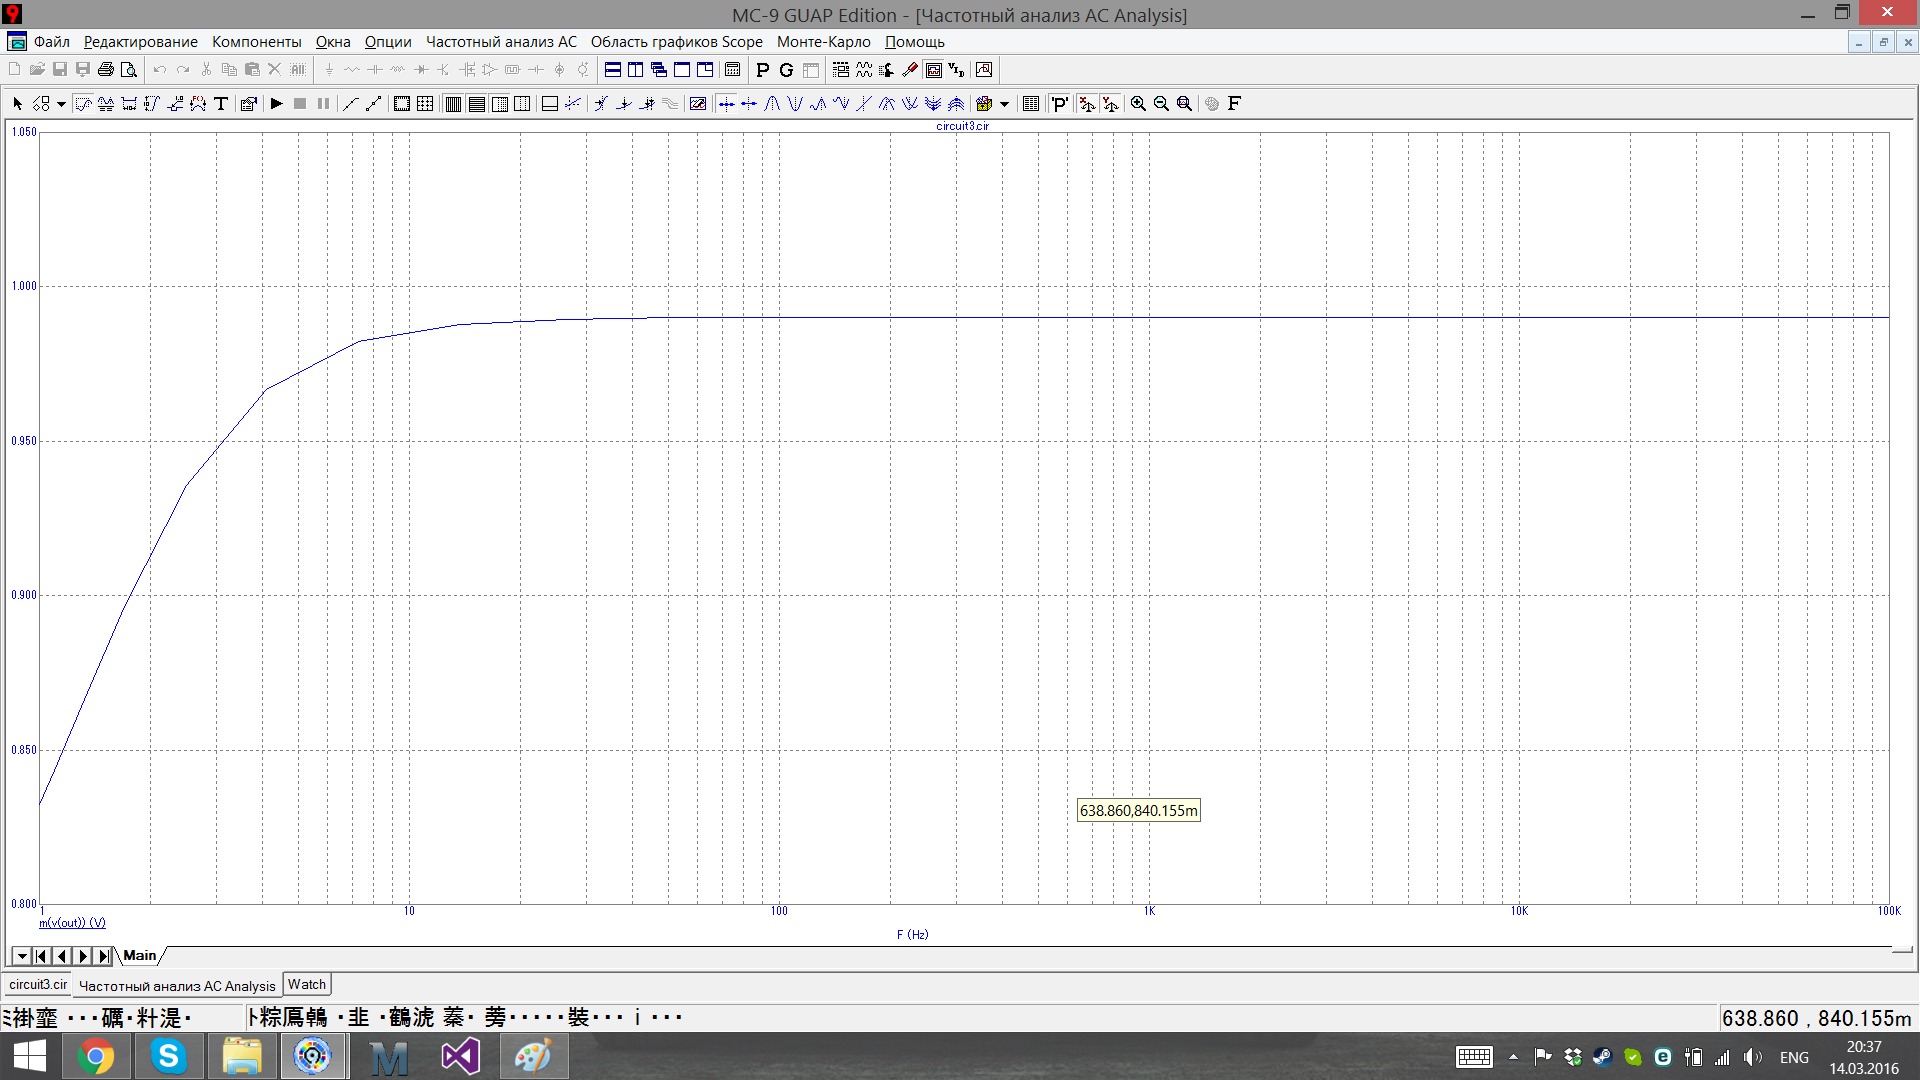 MC-9 GUAP Edition - [Частотный анализ AC Analysis]
Файл Редактирование Компоненты Окна Опции Частотный анализ AC Область графиков Scope Монте-Карло Помощь
circuit3.cir
1.050
1.000
0.950
0.900
0.850
0.800
638.860,840.155m
1 10 100 1K 10K 100K
m(v(out)) (V)
F (Hz)
Main
circuit3.cir Частотный анализ AC Analysis Watch
638.860 , 840.155m
20:37
ENG
14.03.2016